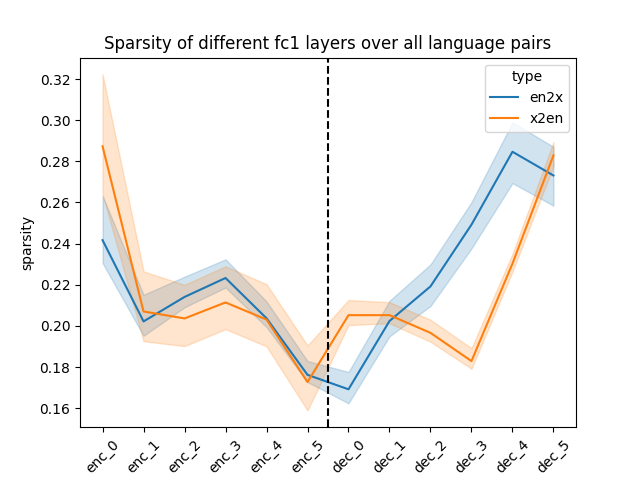 Sparsity of different fc1 layers over all language pairs
type
en2x
x2en
sparsity
0.32
0.30
0.28
0.26
0.24
0.22
0.20
0.18
0.16
enc_0 enc_1 enc_2 enc_3 enc_4 enc_5 dec_0 dec_1 dec_2 dec_3 dec_4 dec_5